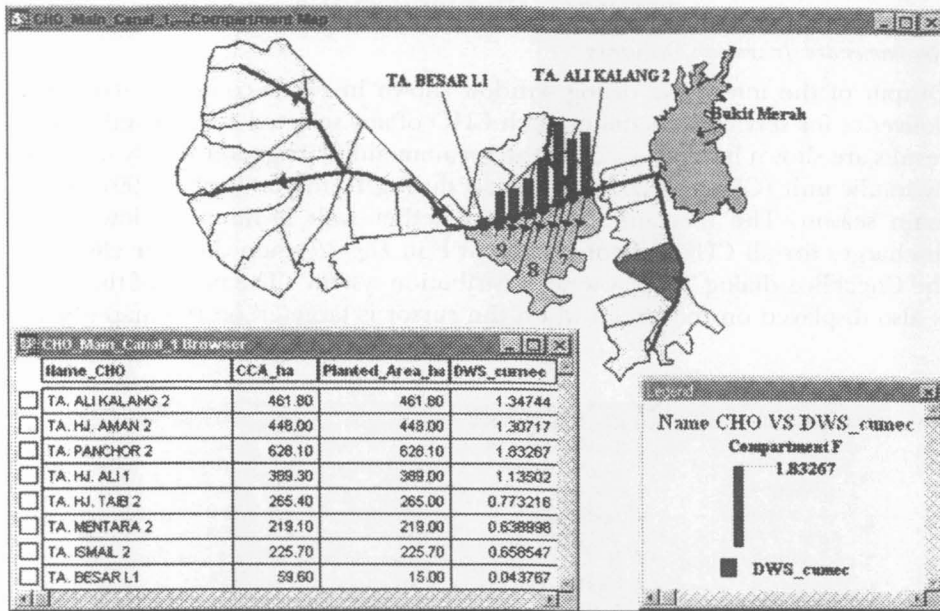 CHO_Main_Canal_1,...Compartment Map
TA. BESAR L1
TA. ALI KALANG 2
Bukit Merah
9
8
CHO_Main_Canal_1 Browser
Name_CHO CCA_ha Planted_Area_ha DWS_cumec
TA. ALI KALANG 2 461.80 461.80 1.34744
TA. HJ. AMAN 2 448.00 448.00 1.30717
TA. PANCHOR 2 628.10 628.10 1.83267
TA. HJ. ALI 1 389.30 389.00 1.13502
TA. HJ. TAIB 2 265.40 265.00 0.773216
TA. MENTARA 2 219.10 219.00 0.638998
TA. ISMAIL 2 225.70 225.70 0.658547
TA. BESAR L1 59.60 15.00 0.043767
Legend
Name CHO VS DWS_cumec
Compartment F
1.83267
DWS_cumec